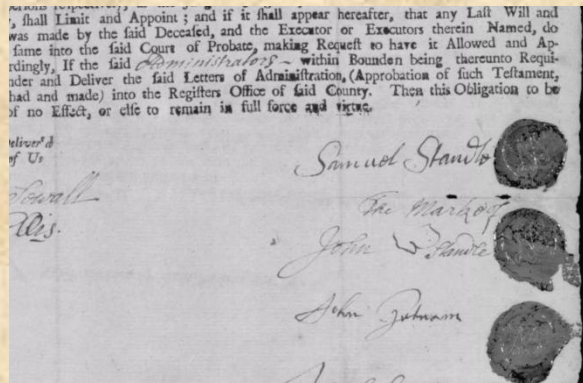 , shall Limit and Appoint; and if it shall appear hereafter, that any Last Will and
was made by the said Deceased, and the Executor or Executors therein Named, do
same into the said Court of Probate, making Request to have it Allowed and Ap-
rdingly, If the said Administrators within Bounden being thereunto Requi-
nder and Deliver the said Letters of Administration, (Approbation of such Testament,
had and made) into the Registers Office of said County. Then this Obligation to be
of no Effect, or else to remain in full force and virtue.
eliver'd
of Us
Samuel Standle
Sewall
The Mark of
llis.
John Standle
John Putnam